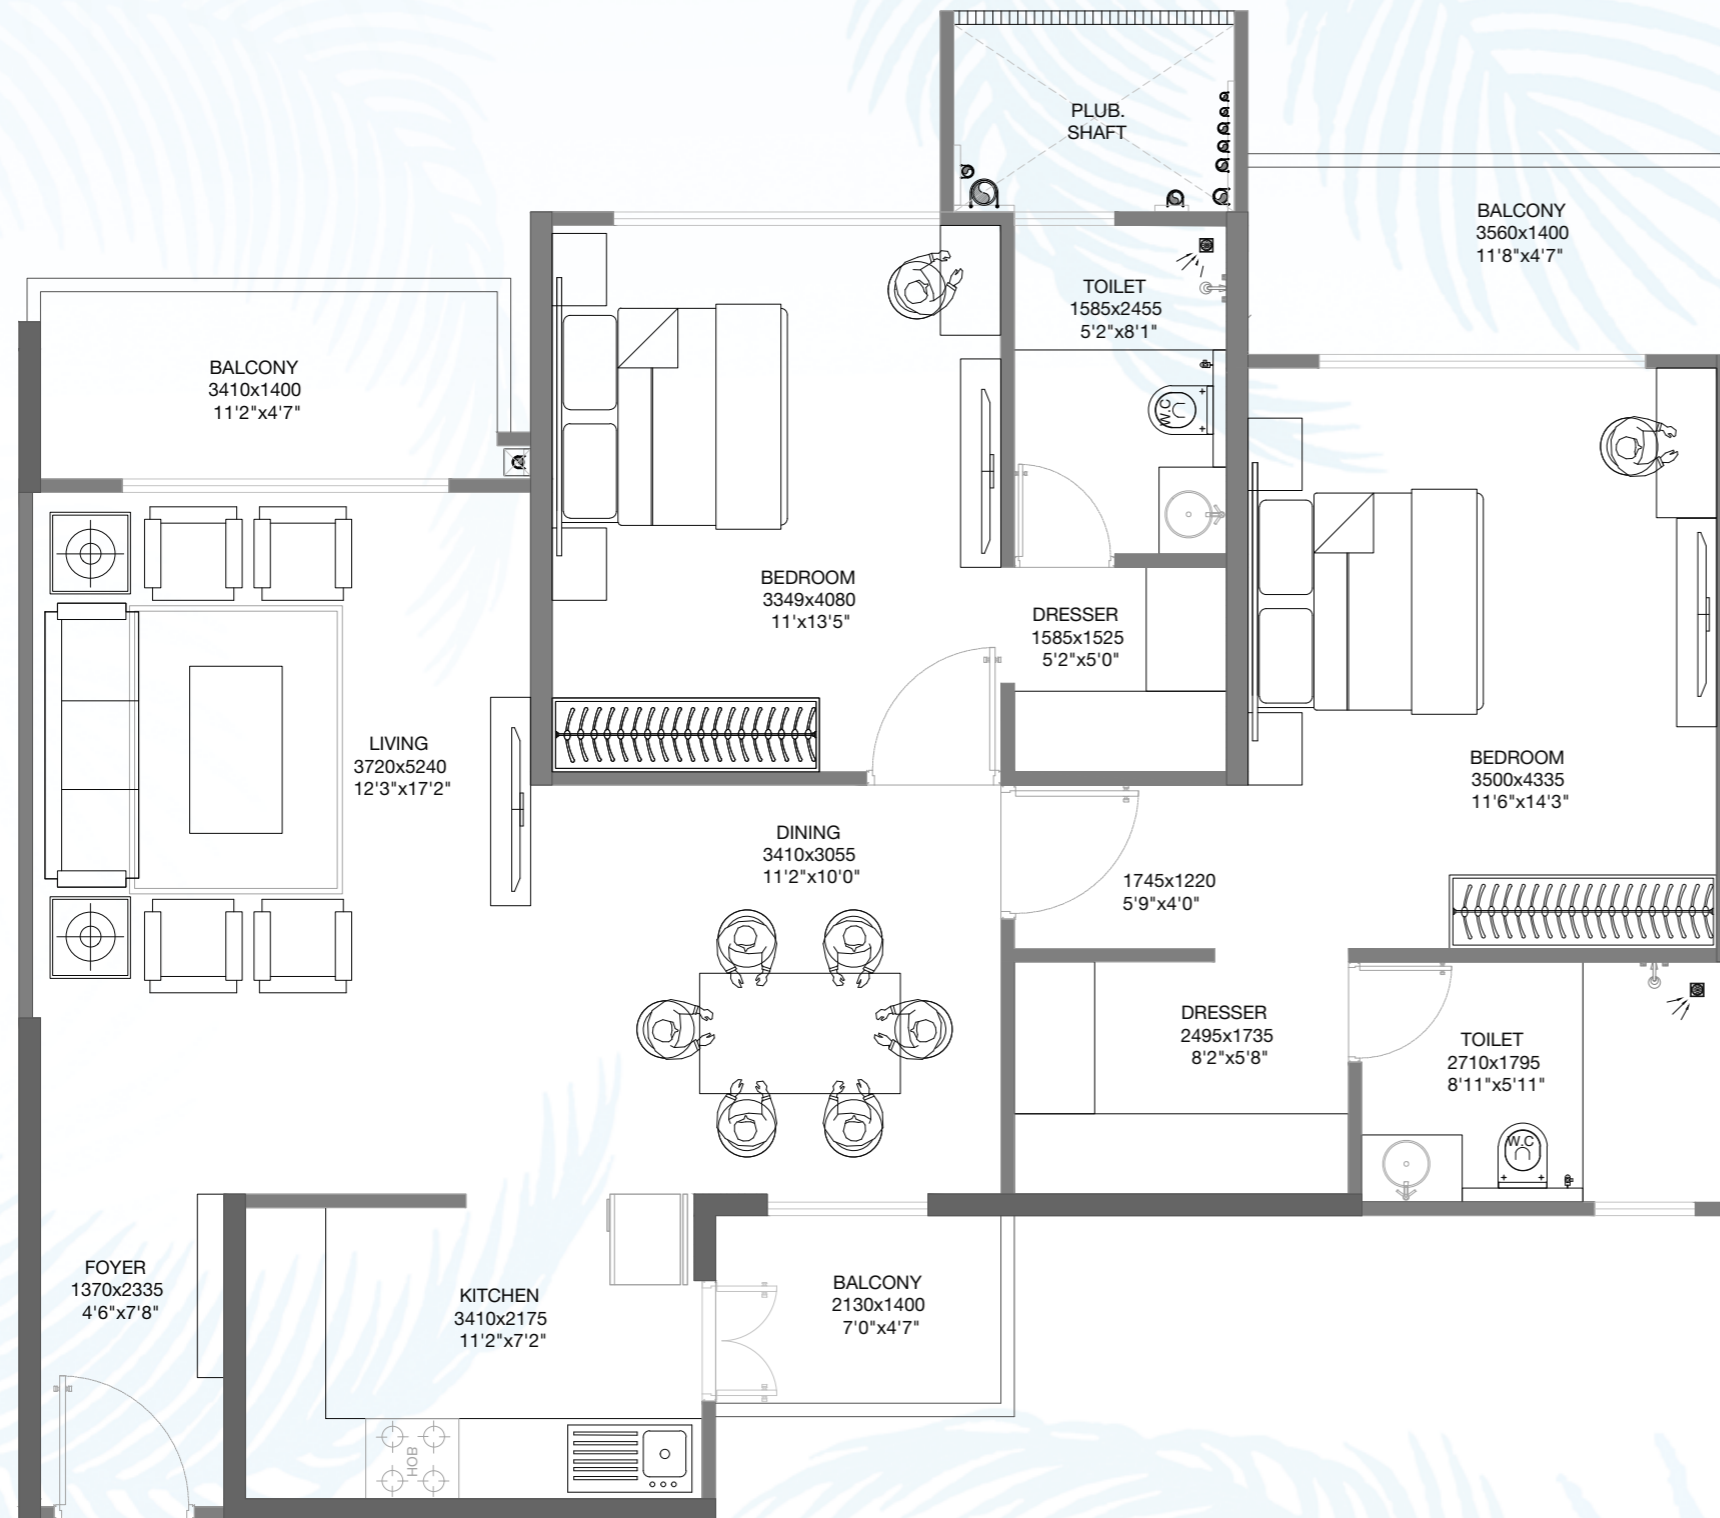 PLUB.
SHAFT
BALCONY
3560x1400
11'8"x4'7"
TOILET
1585x2455
5'2"x8'1"
BALCONY
3410x1400
11'2"x4'7"
W.C
BEDROOM
3349x4080
11'x13'5"
DRESSER
1585x1525
5'2"x5'0"
LIVING
3720x5240
12'3"x17'2"
BEDROOM
3500x4335
11'6"x14'3"
DINING
3410x3055
11'2"x10'0"
1745x1220
5'9"x4'0"
DRESSER
2495x1735
8'2"x5'8"
TOILET
2710x1795
8'11"x5'11"
W.C
FOYER
1370x2335
4'6"x7'8"
KITCHEN
3410x2175
11'2"x7'2"
BALCONY
2130x1400
7'0"x4'7"
HOB